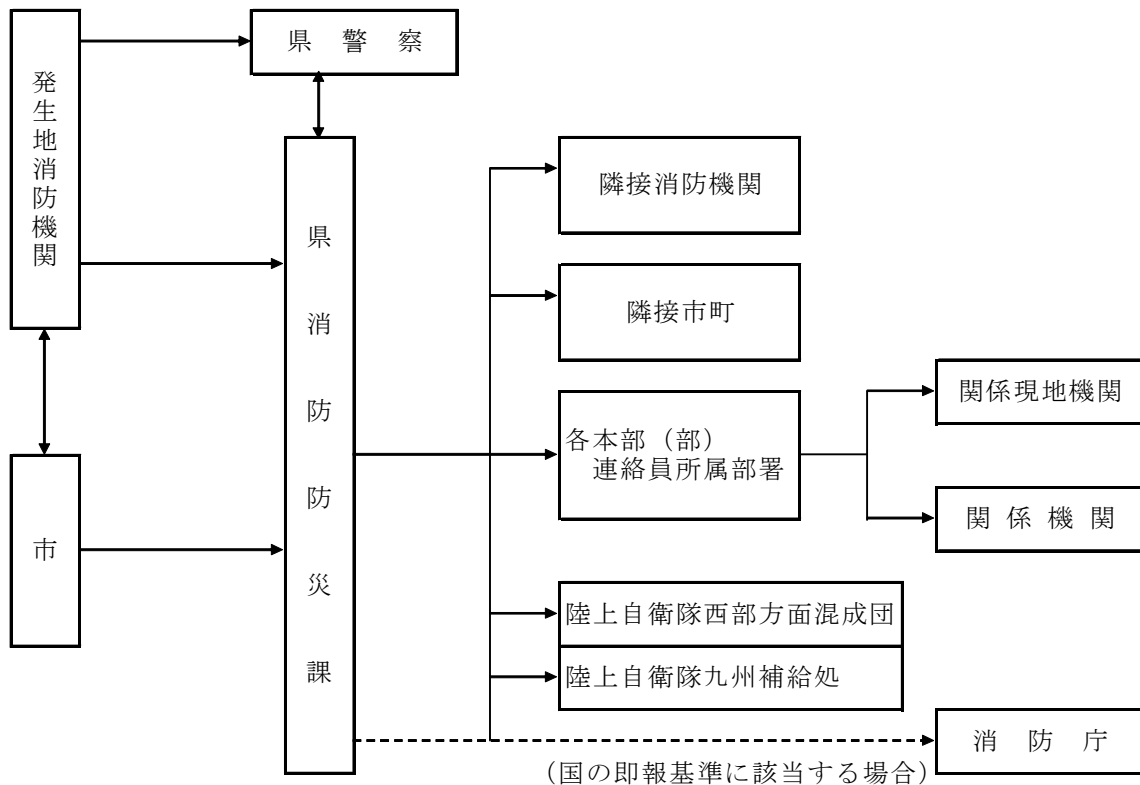 発生地消防機関
県警察
県消防防災課
市
隣接消防機関
隣接市町
各本部（部）
連絡員所属部署
関係現地機関
関係機関
陸上自衛隊西部方面混成団
陸上自衛隊九州補給処
消防庁
（国の即報基準に該当する場合）